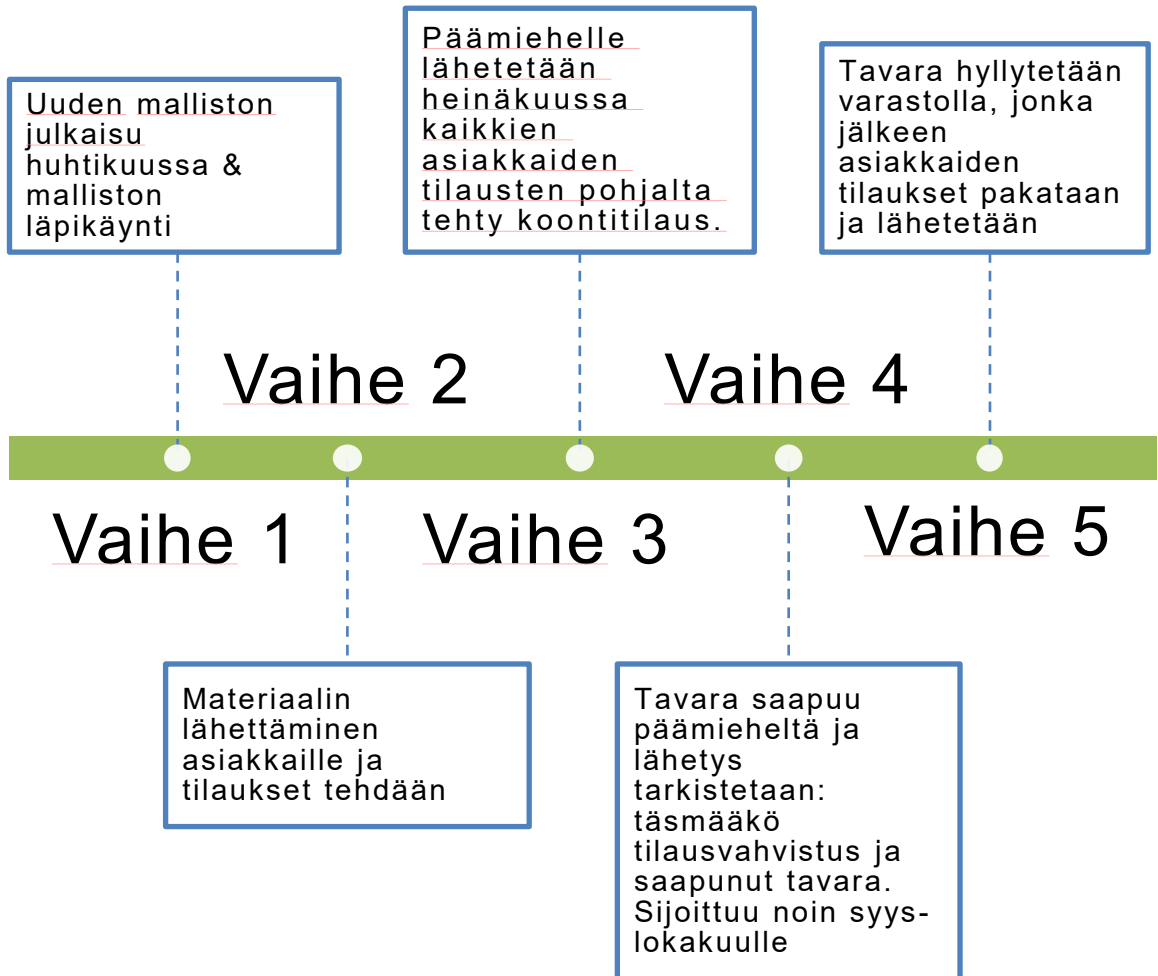 Uuden malliston
julkaisu
huhtikuussa &
malliston
läpikäynti
Päämiehelle
lähetetään
heinäkuussa
kaikkien
asiakkaiden
tilausten pohjalta
tehty koontitilaus.
Tavara hyllytetään
varastolla, jonka
jälkeen
asiakkaiden
tilaukset pakataan
ja lähetetään
Vaihe 2
Vaihe 4
Vaihe 1
Vaihe 3
Vaihe 5
Materiaalin
lähettäminen
asiakkaille ja
tilaukset tehdään
Tavara saapuu
päämieheltä ja
lähetys
tarkistetaan:
täsmääkö
tilausvahvistus ja
saapunut tavara.
Sijoittuu noin syys-
lokakuulle